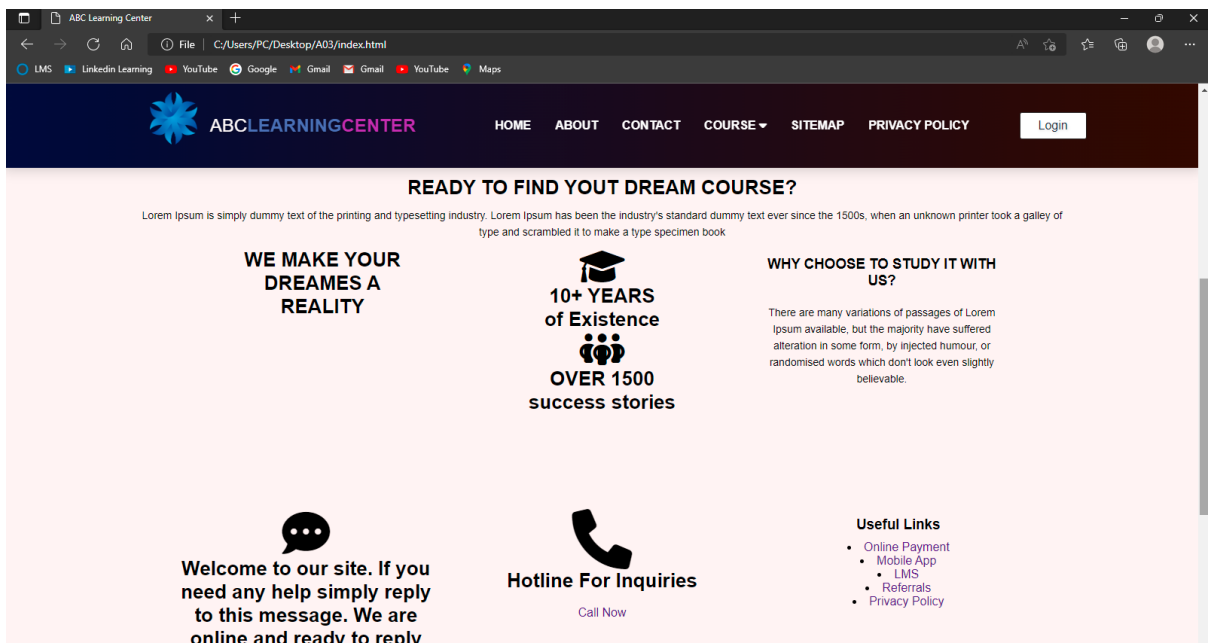 ABC Learning Center
File C:/Users/PC/Desktop/A03/index.html
LMS Linkedin Learning YouTube Google Gmail Gmail YouTube Maps
ABCLEARNINGCENTER HOME ABOUT CONTACT COURSE SITEMAP PRIVACY POLICY Login
READY TO FIND YOUT DREAM COURSE?
Lorem Ipsum is simply dummy text of the printing and typesetting industry. Lorem Ipsum has been the industry's standard dummy text ever since the 1500s, when an unknown printer took a galley of
type and scrambled it to make a type specimen book
WE MAKE YOUR
DREAMES A
REALITY
10+ YEARS
of Existence
OVER 1500
success stories
WHY CHOOSE TO STUDY IT WITH
US?
There are many variations of passages of Lorem
Ipsum available, but the majority have suffered
alteration in some form, by injected humour, or
randomised words which don't look even slightly
believable.
Welcome to our site. If you
need any help simply reply
to this message. We are
online and ready to reply
Hotline For Inquiries
Call Now
Useful Links
Online Payment
Mobile App
LMS
Referrals
Privacy Policy